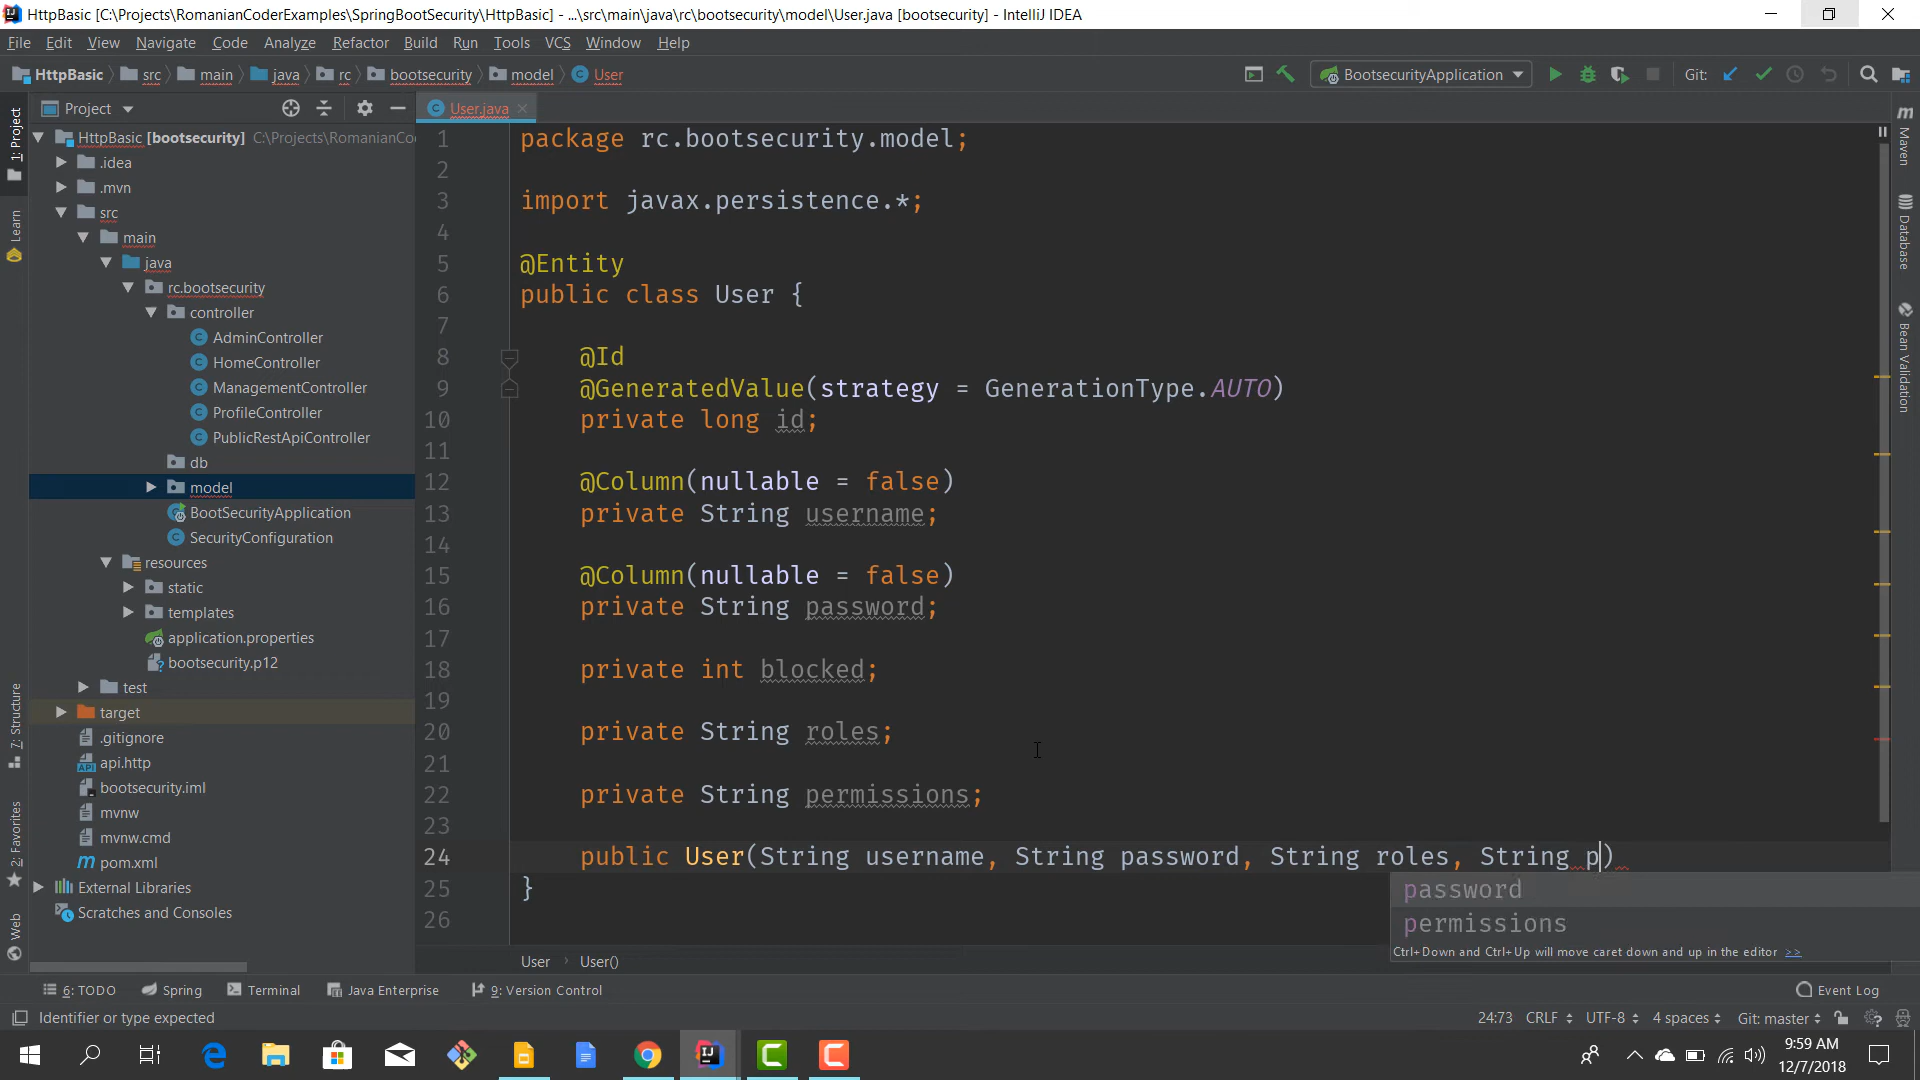 HttpBasic [C:\Projects\RomanianCoderExamples\SpringBootSecurity\HttpBasic] - ...\src\main\java\rc\bootsecurity\model\User.java [bootsecurity] - IntelliJ IDEA
File Edit View Navigate Code Analyze Refactor Build Run Tools VCS Window Help
HttpBasic src main java rc bootsecurity model User BootsecurityApplication Git:
Project User.java
1: Project
Learn
7: Structure
2: Favorites
Web
HttpBasic [bootsecurity] C:\Projects\RomanianCo
.idea
.mvn
src
main
java
rc.bootsecurity
controller
AdminController
HomeController
ManagementController
ProfileController
PublicRestApiController
db
model
BootSecurityApplication
SecurityConfiguration
resources
static
templates
application.properties
bootsecurity.p12
test
target
.gitignore
api.http
bootsecurity.iml
mvnw
mvnw.cmd
pom.xml
External Libraries
Scratches and Consoles
1 package rc.bootsecurity.model;
2
3 import javax.persistence.*;
4
5 @Entity
6 public class User {
7
8 @Id
9 @GeneratedValue(strategy = GenerationType.AUTO)
10 private long id;
11
12 @Column(nullable = false)
13 private String username;
14
15 @Column(nullable = false)
16 private String password;
17
18 private int blocked;
19
20 private String roles;
21
22 private String permissions;
23
24 public User(String username, String password, String roles, String p)
25 }
26
password
permissions
Ctrl+Down and Ctrl+Up will move caret down and up in the editor >>
User › User()
Maven
Database
Bean Validation
6: TODO Spring Terminal Java Enterprise 9: Version Control Event Log
Identifier or type expected 24:73 CRLF UTF-8 4 spaces Git: master
9:59 AM
12/7/2018